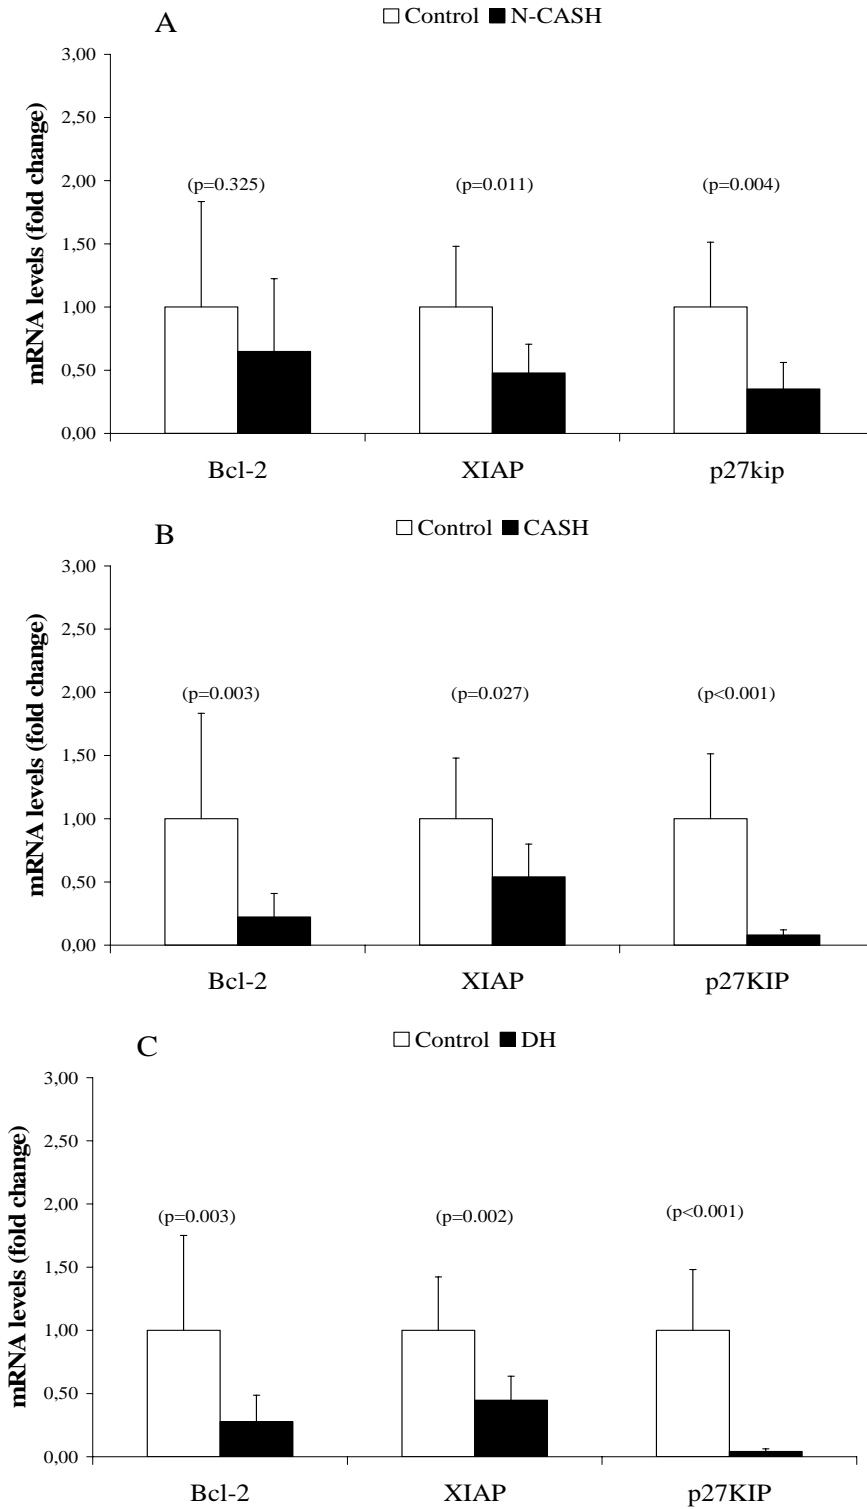 A
Control N-CASH
mRNA levels (fold change)
3,00
2,50
2,00
1,50
1,00
0,50
0,00
(p=0.325) (p=0.011) (p=0.004)
Bcl-2 XIAP p27kip
B
Control CASH
mRNA levels (fold change)
3,00
2,50
2,00
1,50
1,00
0,50
0,00
(p=0.003) (p=0.027) (p<0.001)
Bcl-2 XIAP p27KIP
C
Control DH
mRNA levels (fold change)
3,00
2,50
2,00
1,50
1,00
0,50
0,00
(p=0.003) (p=0.002) (p<0.001)
Bcl-2 XIAP p27KIP